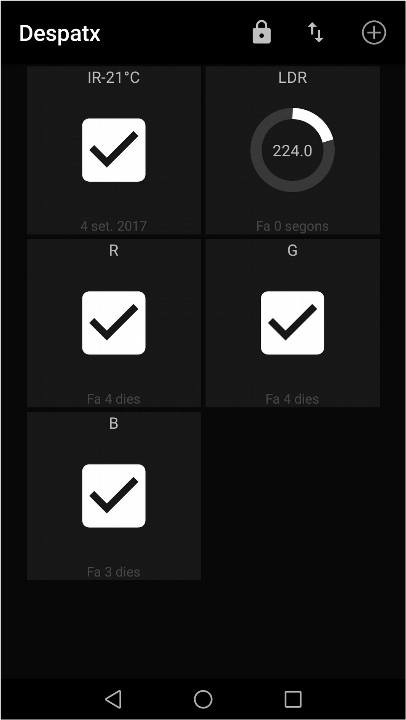 Despatx
IR-21°C
LDR
224.0
4 set. 2017
Fa 0 segons
R
G
Fa 4 dies
Fa 4 dies
B
Fa 3 dies